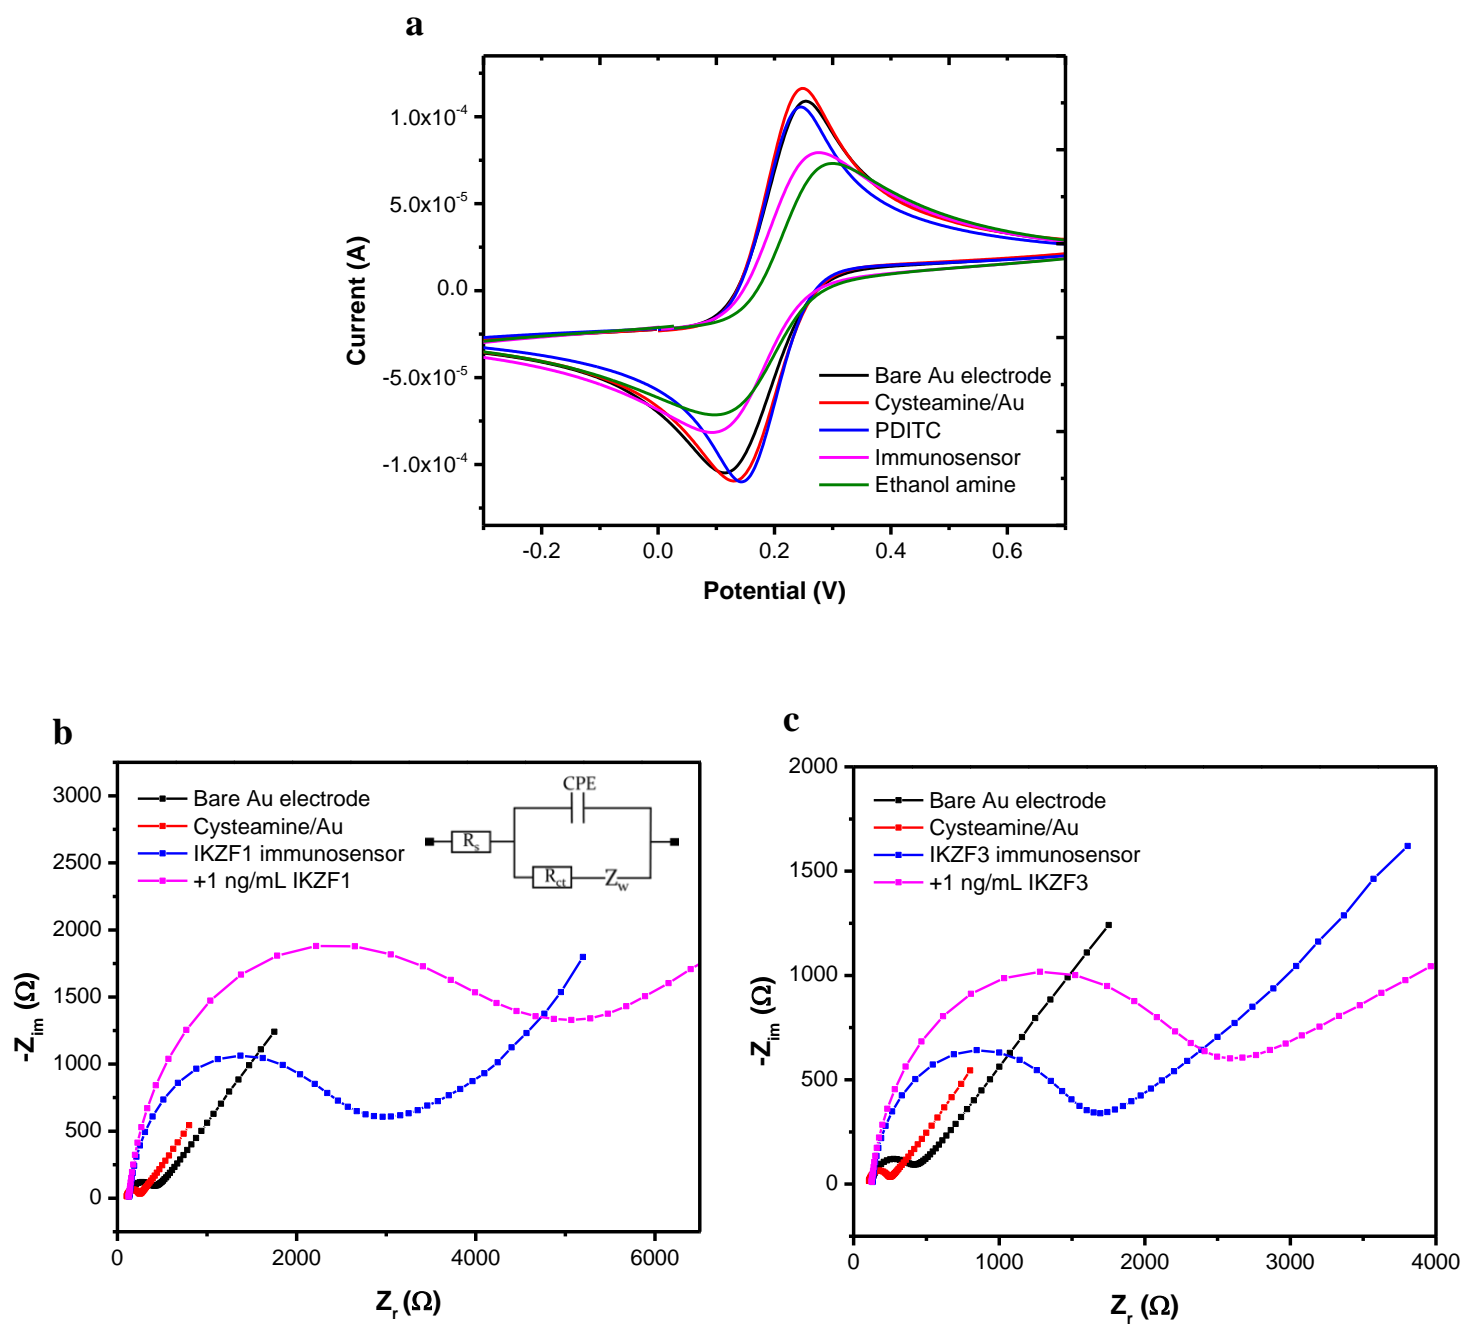 a
1.0x10-4
5.0x10-5
0.0
-5.0x10-5
-1.0x10-4
Current (A)
Bare Au electrode
Cysteamine/Au
PDITC
Immunosensor
Ethanol amine
-0.2 0.0 0.2 0.4 0.6
Potential (V)
b
3000
2500
2000
1500
1000
500
0
-Zim (Ω)
Bare Au electrode
Cysteamine/Au
IKZF1 immunosensor
+1 ng/mL IKZF1
CPE
Rs
Rct
Zw
0 2000 4000 6000
Zr (Ω)
c
2000
1500
1000
500
0
-Zim (Ω)
Bare Au electrode
Cysteamine/Au
IKZF3 immunosensor
+1 ng/mL IKZF3
0 1000 2000 3000 4000
Zr (Ω)